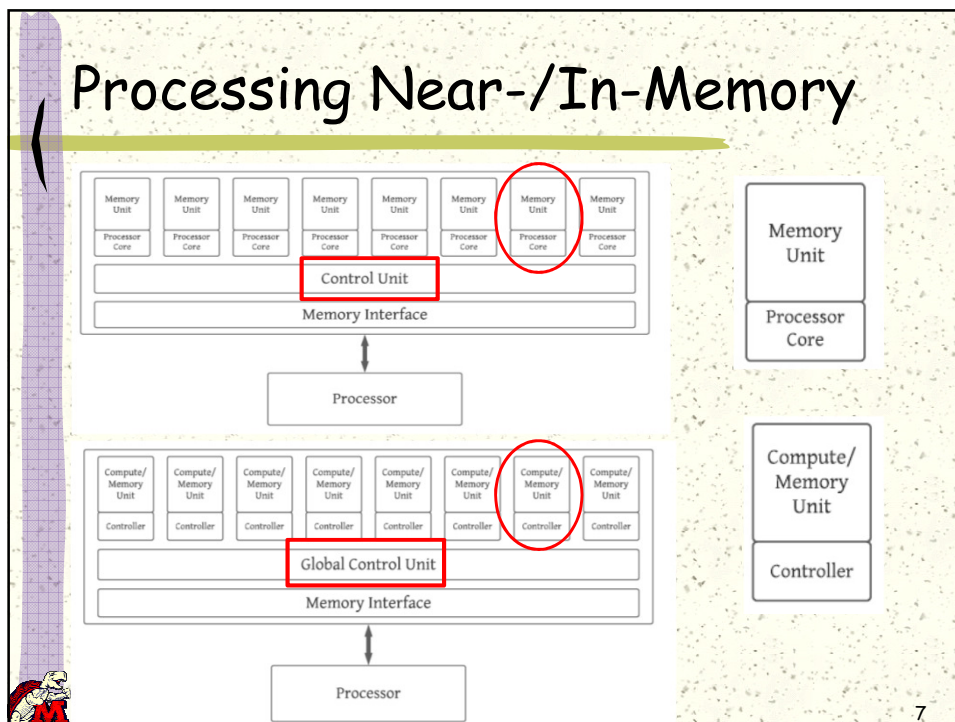 Processing Near-/In-Memory
Memory Memory Memory Memory Memory Memory Memory Memory
Unit Unit Unit Unit Unit Unit Unit Unit
Processor Processor Processor Processor Processor Processor Processor Processor
Core Core Core Core Core Core Core Core
Control Unit
Memory Interface
Processor
Memory
Unit
Processor
Core
Compute/ Compute/ Compute/ Compute/ Compute/ Compute/ Compute/ Compute/
Memory Memory Memory Memory Memory Memory Memory Memory
Unit Unit Unit Unit Unit Unit Unit Unit
Controller Controller Controller Controller Controller Controller Controller Controller
Global Control Unit
Memory Interface
Processor
Compute/
Memory
Unit
Controller
M
7